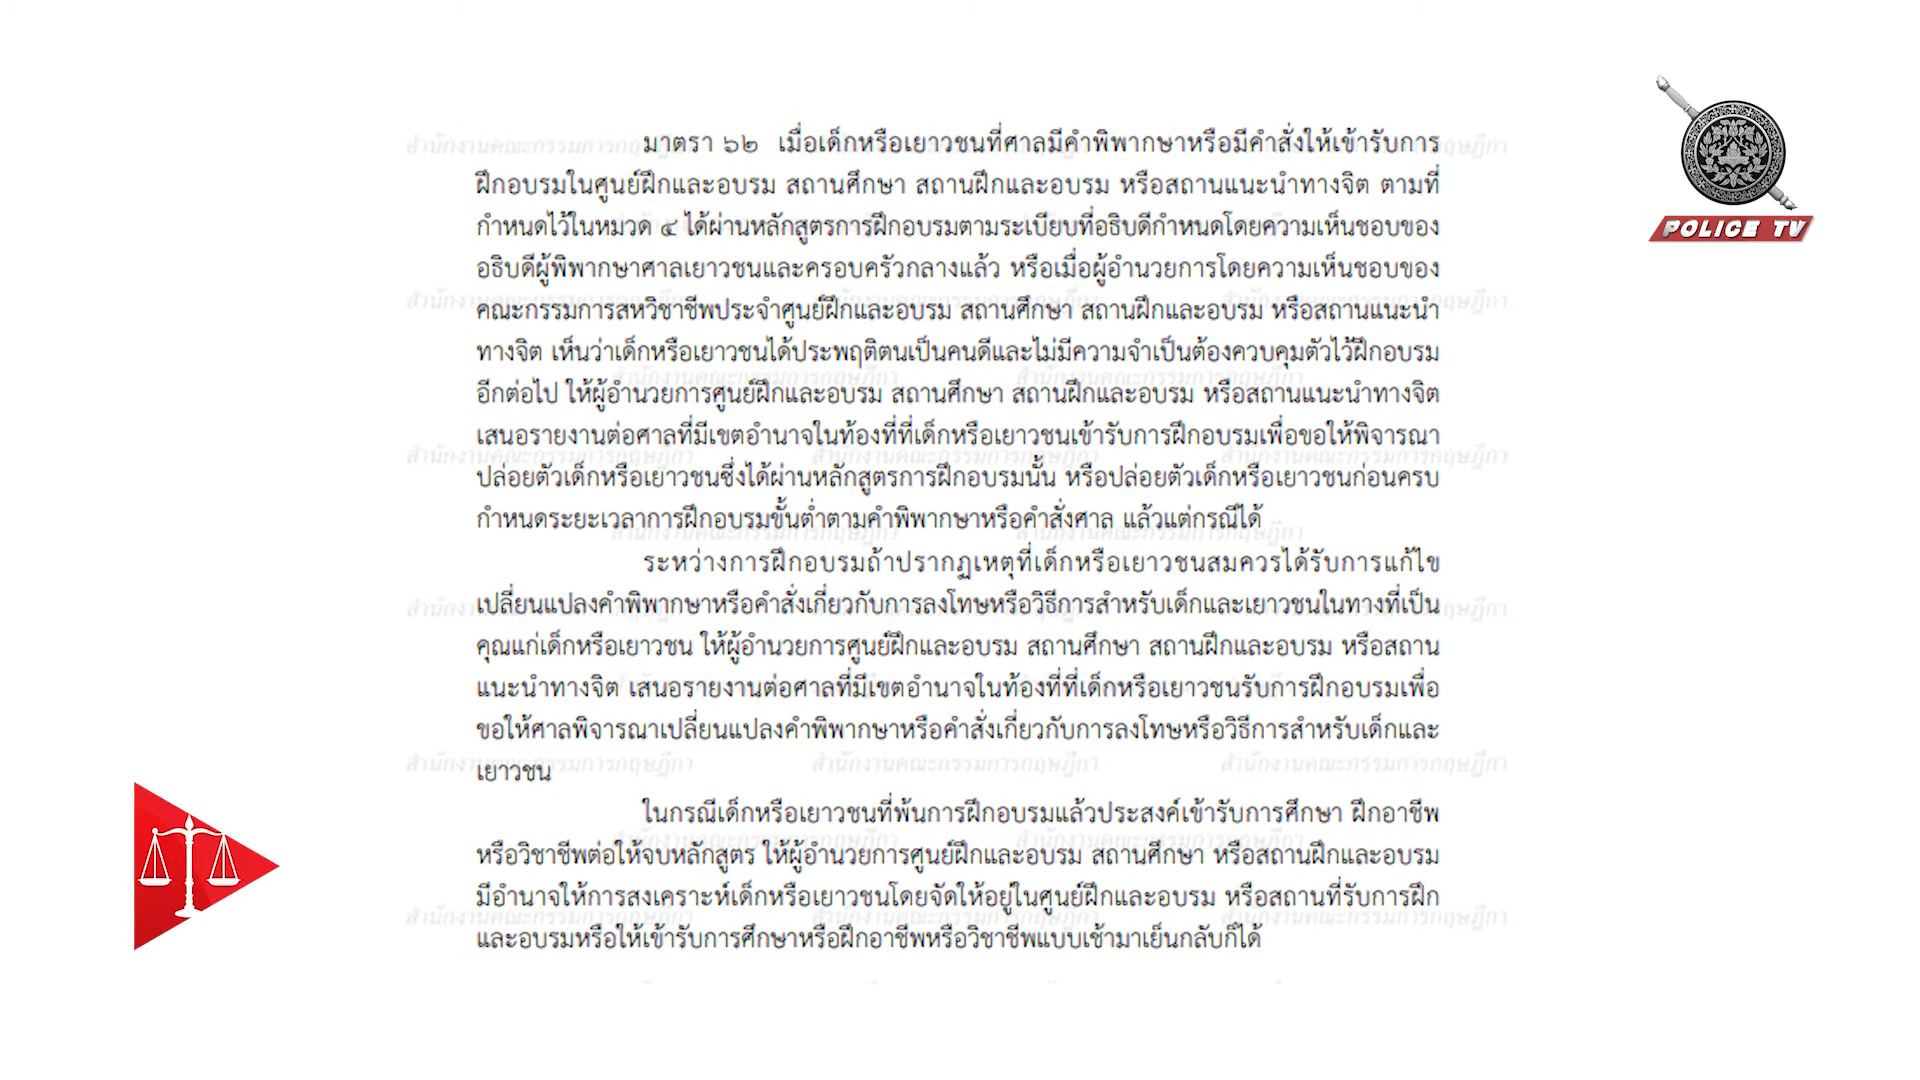 POLICE TV
มาตรา ๖๒ เมื่อเด็กหรือเยาวชนที่ศาลมีคำพิพากษาหรือมีคำสั่งให้เข้ารับการ
ฝึกอบรมในศูนย์ฝึกและอบรม สถานศึกษา สถานฝึกและอบรม หรือสถานแนะนำทางจิต ตามที่
กำหนดไว้ในหมวด ๔ ได้ผ่านหลักสูตรการฝึกอบรมตามระเบียบที่อธิบดีกำหนดโดยความเห็นชอบของ
อธิบดีผู้พิพากษาศาลเยาวชนและครอบครัวกลางแล้ว หรือเมื่อผู้อำนวยการโดยความเห็นชอบของ
คณะกรรมการสหวิชาชีพประจำศูนย์ฝึกและอบรม สถานศึกษา สถานฝึกและอบรม หรือสถานแนะนำ
ทางจิต เห็นว่าเด็กหรือเยาวชนได้ประพฤติตนเป็นคนดีและไม่มีความจำเป็นต้องควบคุมตัวไว้ฝึกอบรม
อีกต่อไป ให้ผู้อำนวยการศูนย์ฝึกและอบรม สถานศึกษา สถานฝึกและอบรม หรือสถานแนะนำทางจิต
เสนอรายงานต่อศาลที่มีเขตอำนาจในท้องที่ที่เด็กหรือเยาวชนเข้ารับการฝึกอบรมเพื่อขอให้พิจารณา
ปล่อยตัวเด็กหรือเยาวชนซึ่งได้ผ่านหลักสูตรการฝึกอบรมนั้น หรือปล่อยตัวเด็กหรือเยาวชนก่อนครบ
กำหนดระยะเวลาการฝึกอบรมขั้นต่ำตามคำพิพากษาหรือคำสั่งศาล แล้วแต่กรณีได้
ระหว่างการฝึกอบรมถ้าปรากฏเหตุที่เด็กหรือเยาวชนสมควรได้รับการแก้ไข
เปลี่ยนแปลงคำพิพากษาหรือคำสั่งเกี่ยวกับการลงโทษหรือวิธีการสำหรับเด็กและเยาวชนในทางที่เป็น
คุณแก่เด็กหรือเยาวชน ให้ผู้อำนวยการศูนย์ฝึกและอบรม สถานศึกษา สถานฝึกและอบรม หรือสถาน
แนะนำทางจิต เสนอรายงานต่อศาลที่มีเขตอำนาจในท้องที่ที่เด็กหรือเยาวชนรับการฝึกอบรมเพื่อ
ขอให้ศาลพิจารณาเปลี่ยนแปลงคำพิพากษาหรือคำสั่งเกี่ยวกับการลงโทษหรือวิธีการสำหรับเด็กและ
เยาวชน
ในกรณีเด็กหรือเยาวชนที่พ้นการฝึกอบรมแล้วประสงค์เข้ารับการศึกษา ฝึกอาชีพ
หรือวิชาชีพต่อให้จบหลักสูตร ให้ผู้อำนวยการศูนย์ฝึกและอบรม สถานศึกษา หรือสถานฝึกและอบรม
มีอำนาจให้การสงเคราะห์เด็กหรือเยาวชนโดยจัดให้อยู่ในศูนย์ฝึกและอบรม หรือสถานที่รับการฝึก
และอบรมหรือให้เข้ารับการศึกษาหรือฝึกอาชีพหรือวิชาชีพแบบเช้ามาเย็นกลับก็ได้